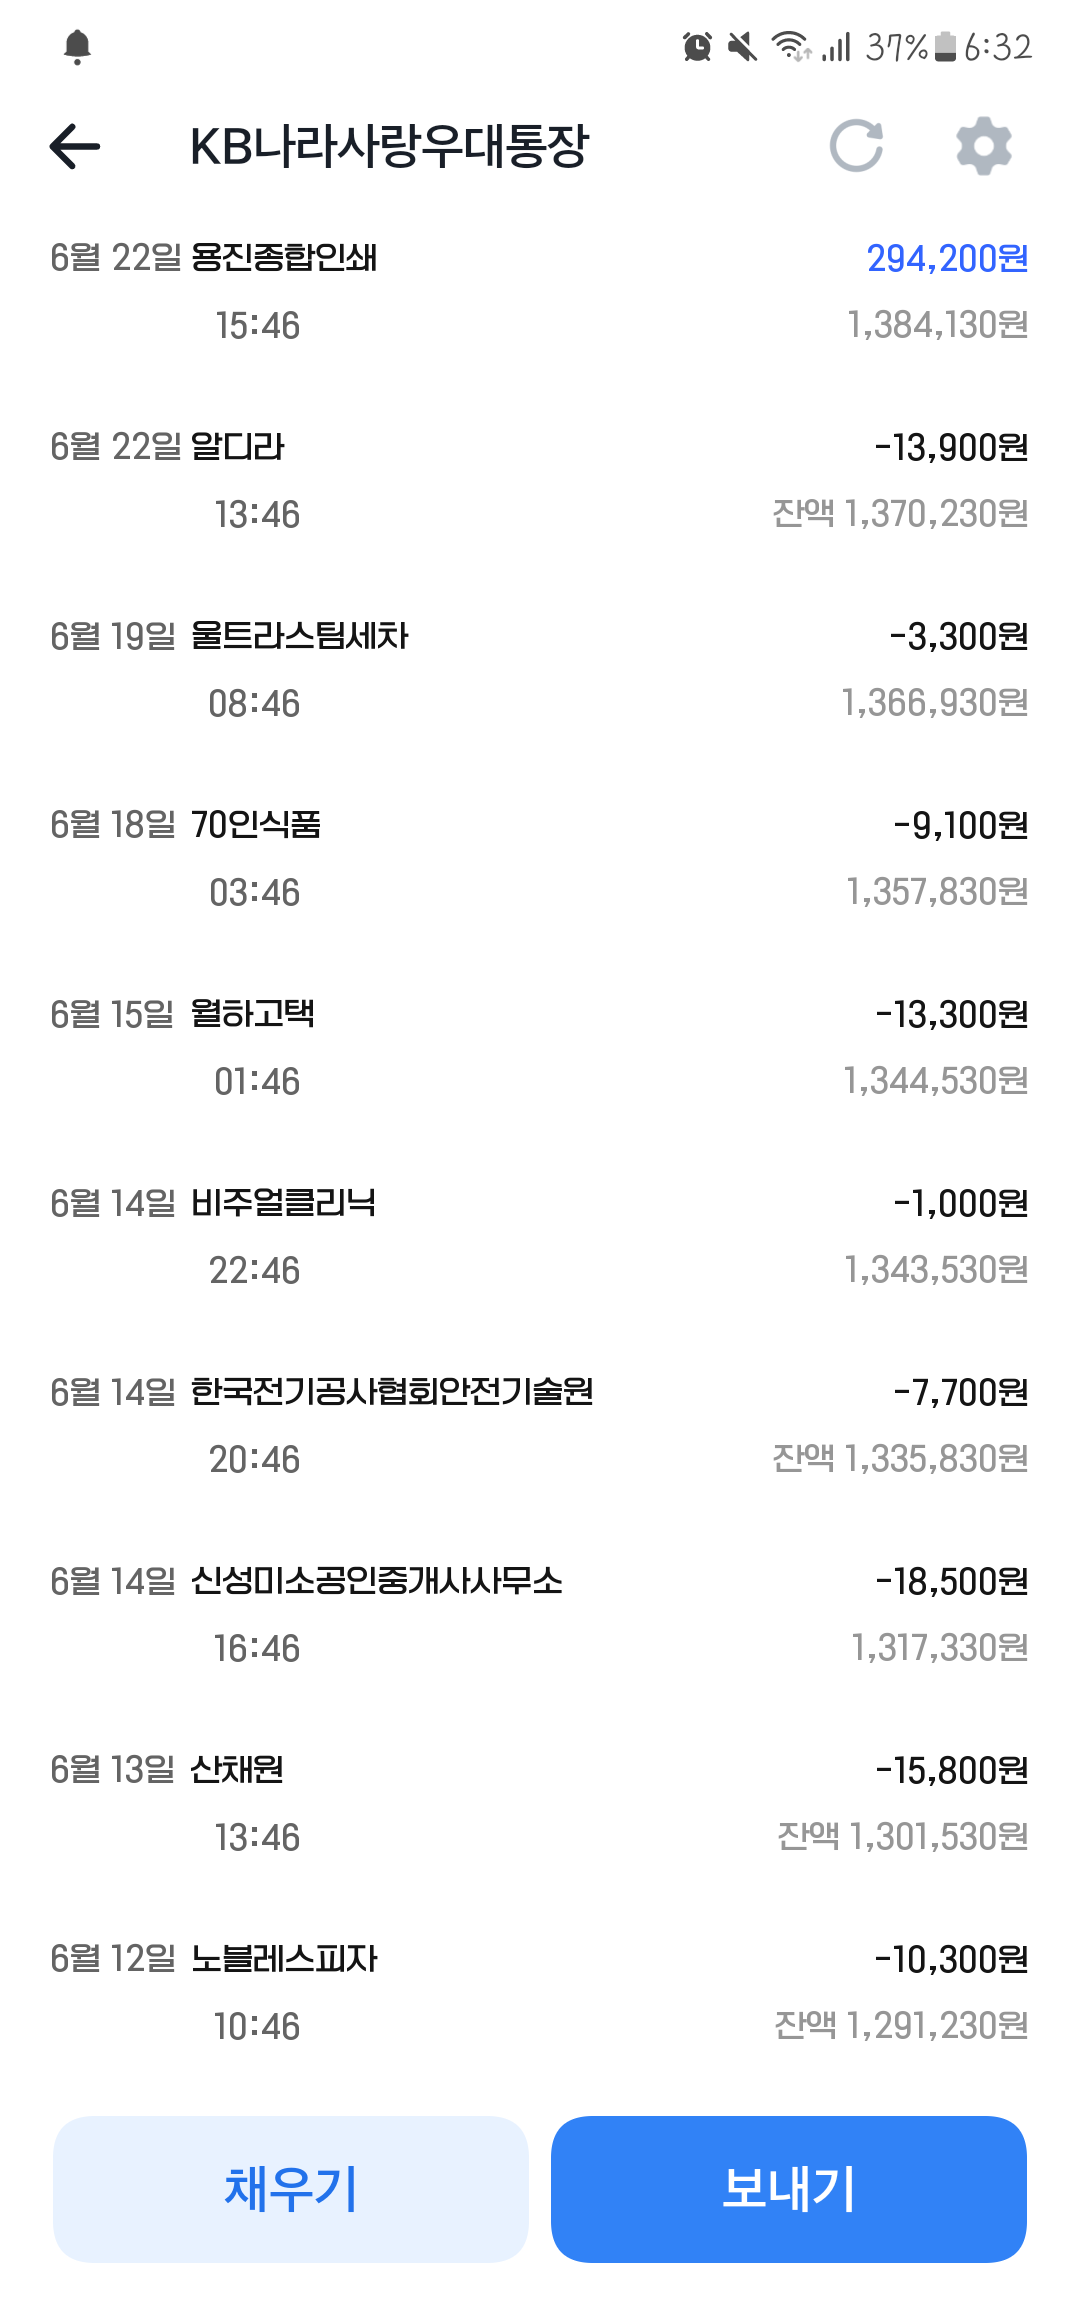 37% 6:32
KB나라사랑우대통장
6월 22일 용진종합인쇄 294,200원
15:46 1,384,130원
6월 22일 알디라 -13,900원
13:46 잔액 1,370,230원
6월 19일 울트라스팀세차 -3,300원
08:46 1,366,930원
6월 18일 70인식품 -9,100원
03:46 1,357,830원
6월 15일 월하고택 -13,300원
01:46 1,344,530원
6월 14일 비주얼클리닉 -1,000원
22:46 1,343,530원
6월 14일 한국전기공사협회안전기술원 -7,700원
20:46 잔액 1,335,830원
6월 14일 신성미소공인중개사사무소 -18,500원
16:46 1,317,330원
6월 13일 산채원 -15,800원
13:46 잔액 1,301,530원
6월 12일 노블레스피자 -10,300원
10:46 잔액 1,291,230원
채우기 보내기